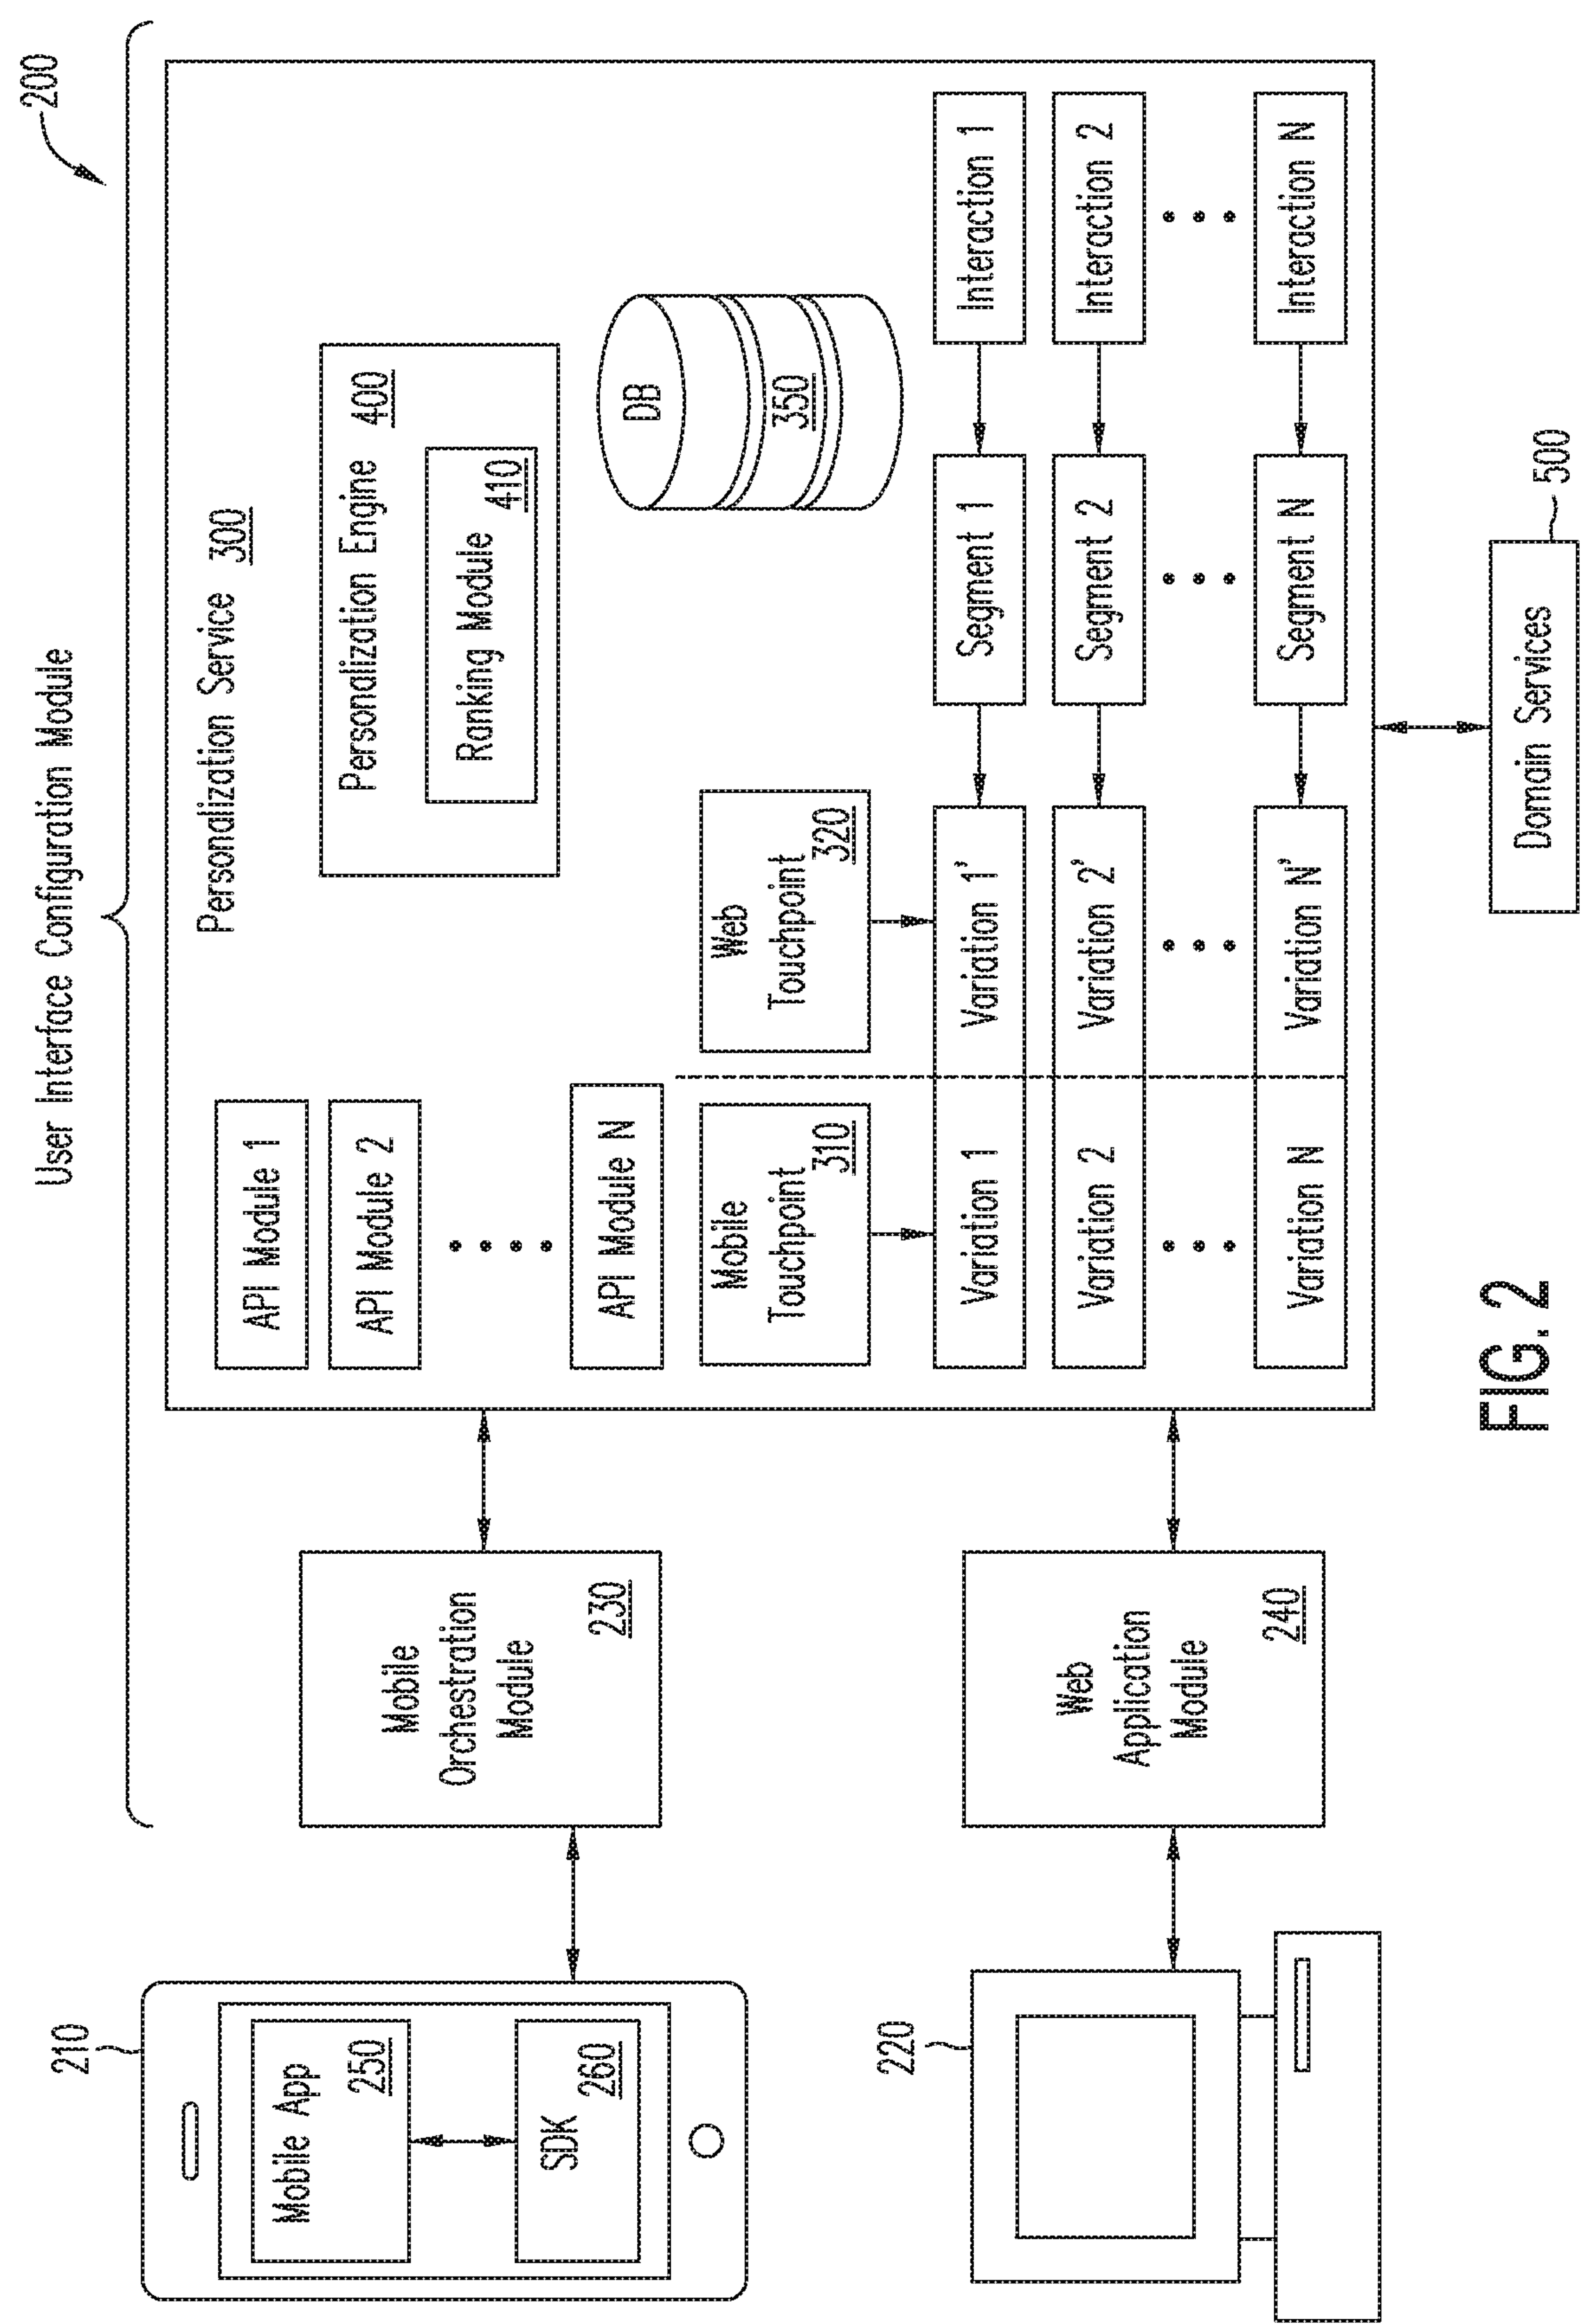 200
User Interface Configuration Module
Personalization Service 300
API Module 1
API Module 2
API Module N
Personalization Engine 400
Ranking Module
410
DB
350
Mobile
Touchpoint
310
Web
Touchpoint
320
Variation 1
Variation 1'
Segment 1
Interaction 1
Variation 2
Variation 2'
Segment 2
Interaction 2
Variation N
Variation N'
Segment N
Interaction N
210
Mobile App
250
SDK
260
Mobile
Orchestration
Module
230
220
Web
Application
Module
240
Domain Services
500
FIG. 2